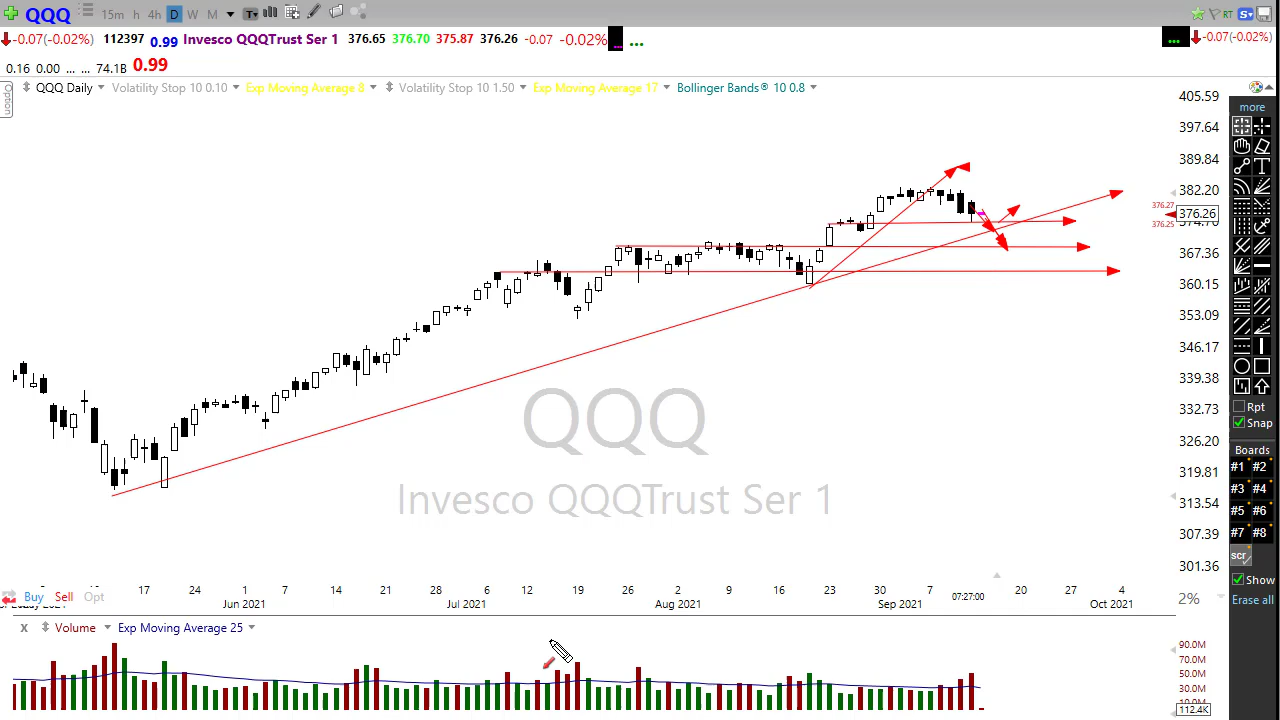 QQQ 15m h 4h D W M T RT S
-0.07(-0.02%) 112397 0.99 Invesco QQQTrust Ser 1 376.65 376.70 375.87 376.26 -0.07 -0.02% ... ... ... -0.07(-0.02%)
0.16 0.00 ... ... 74.1B 0.99
Option
QQQ Daily Volatility Stop 10 0.10 Exp Moving Average 8 Volatility Stop 10 1.50 Exp Moving Average 17 Bollinger Bands® 10 0.8
405.59
more
397.64
389.84
382.20
376.27
376.26
376.25
367.36
360.15
353.09
346.17
339.38
Rpt
332.73
Snap
QQQ
326.20
Boards
319.81
#1 #2
#3 #4
Invesco QQQTrust Ser 1
313.54
#5 #6
307.39
#7 #8
scr
301.36
Show
17 24 1 7 14 21 28 6 12 19 26 2 9 16 23 30 7 07:27:00 20 27 4
Buy Sell Opt
2% Erase all
Jun 2021 Jul 2021 Aug 2021 Sep 2021 Oct 2021
x Volume Exp Moving Average 25
90.0M
70.0M
50.0M
30.0M
112.4K